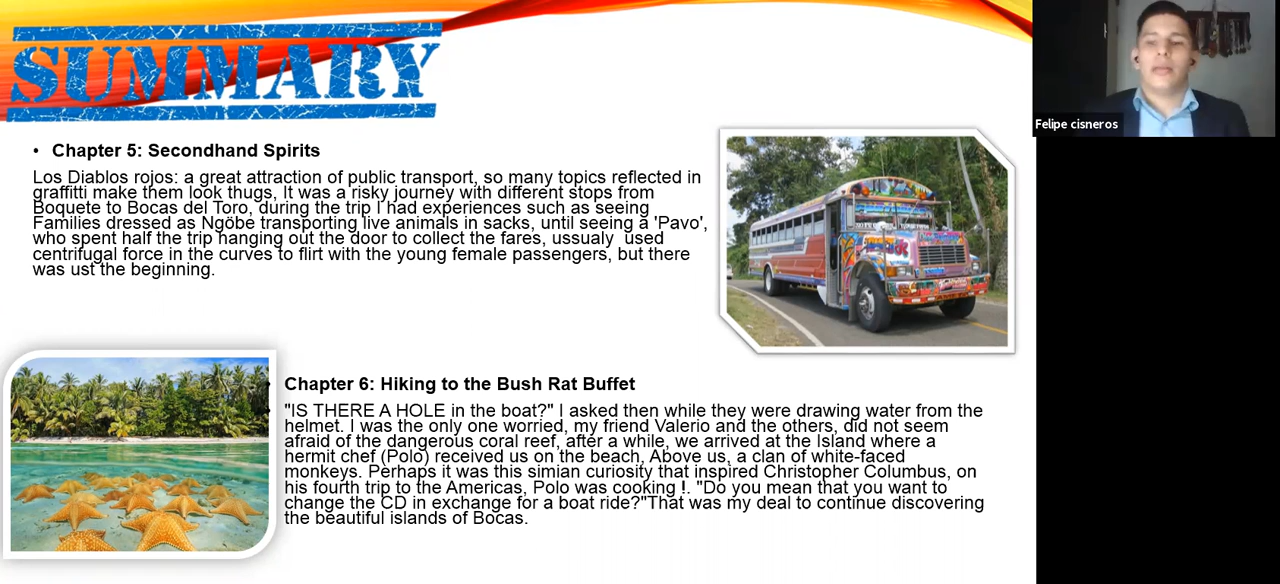 SUMMARY
Felipe cisneros
• Chapter 5: Secondhand Spirits
Los Diablos rojos: a great attraction of public transport, so many topics reflected in
graffitti make them look thugs, It was a risky journey with different stops from
Boquete to Bocas del Toro, during the trip I had experiences such as seeing
Families dressed as Ngöbe transporting live animals in sacks, until seeing a 'Pavo',
who spent half the trip hanging out the door to collect the fares, ussualy used
centrifugal force in the curves to flirt with the young female passengers, but there
was ust the beginning.
Chapter 6: Hiking to the Bush Rat Buffet
"IS THERE A HOLE in the boat?" I asked then while they were drawing water from the
helmet. I was the only one worried, my friend Valerio and the others, did not seem
afraid of the dangerous coral reef, after a while, we arrived at the Island where a
hermit chef (Polo) received us on the beach, Above us, a clan of white-faced
monkeys. Perhaps it was this simian curiosity that inspired Christopher Columbus, on
his fourth trip to the Americas, Polo was cooking !. "Do you mean that you want to
change the CD in exchange for a boat ride?"That was my deal to continue discovering
the beautiful islands of Bocas.